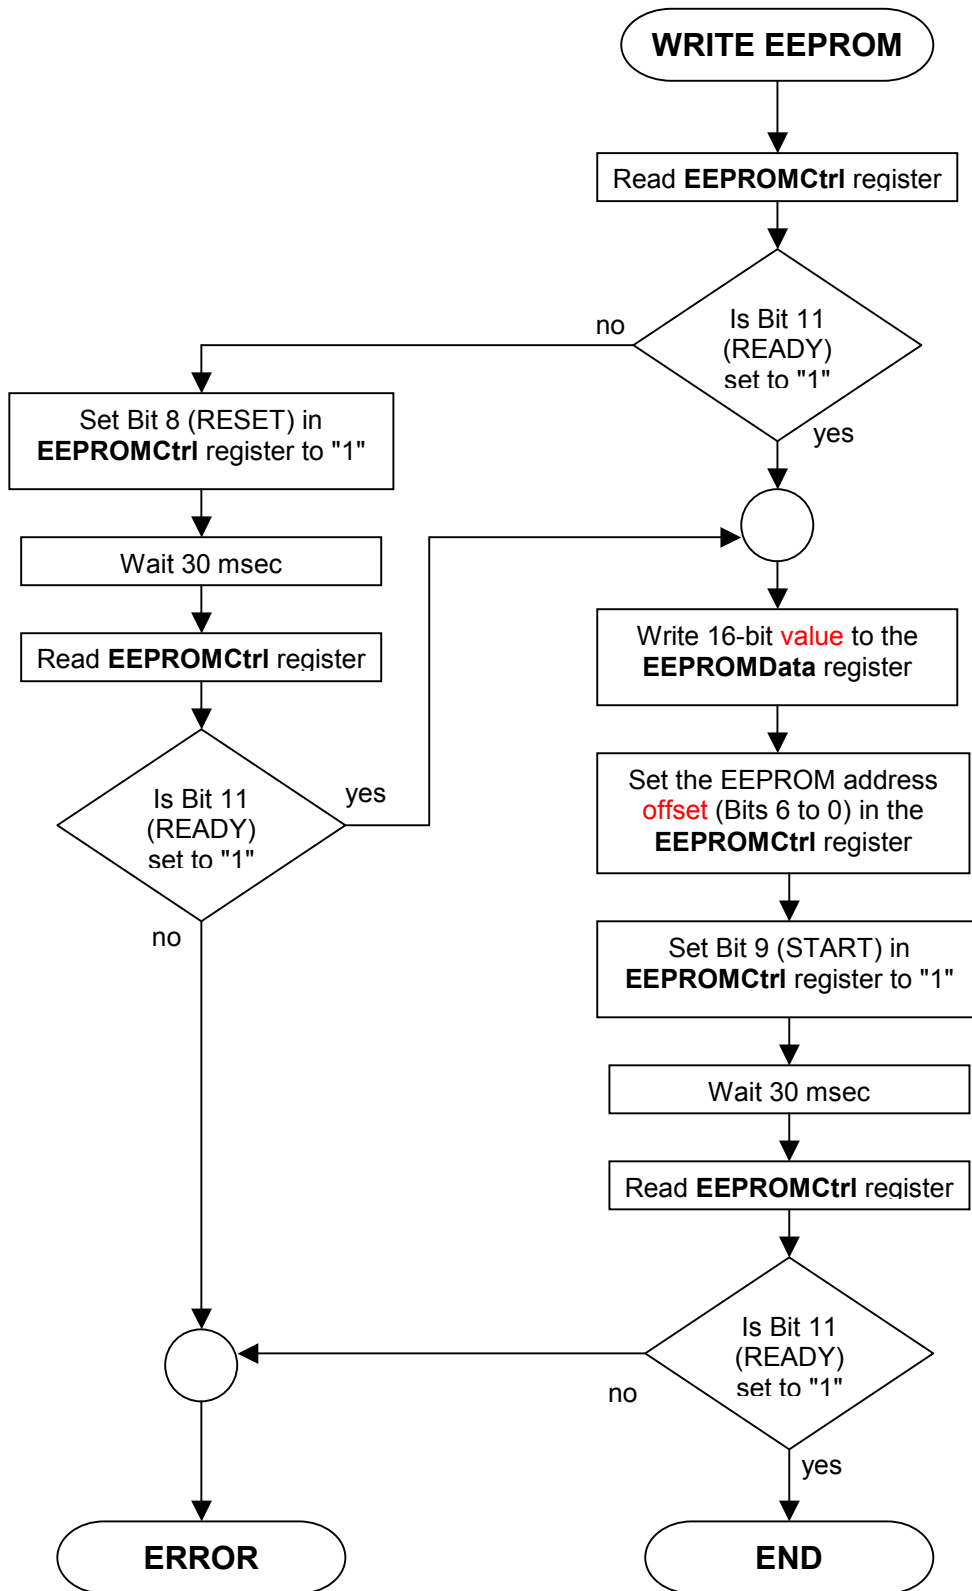 WRITE EEPROM
Read EEPROMCtrl register
Is Bit 11
(READY)
set to "1"
no
yes
Set Bit 8 (RESET) in
EEPROMCtrl register to "1"
Wait 30 msec
Read EEPROMCtrl register
Is Bit 11
(READY)
set to "1"
yes
no
Write 16-bit value to the
EEPROMData register
Set the EEPROM address
offset (Bits 6 to 0) in the
EEPROMCtrl register
Set Bit 9 (START) in
EEPROMCtrl register to "1"
Wait 30 msec
Read EEPROMCtrl register
Is Bit 11
(READY)
set to "1"
no
yes
ERROR
END